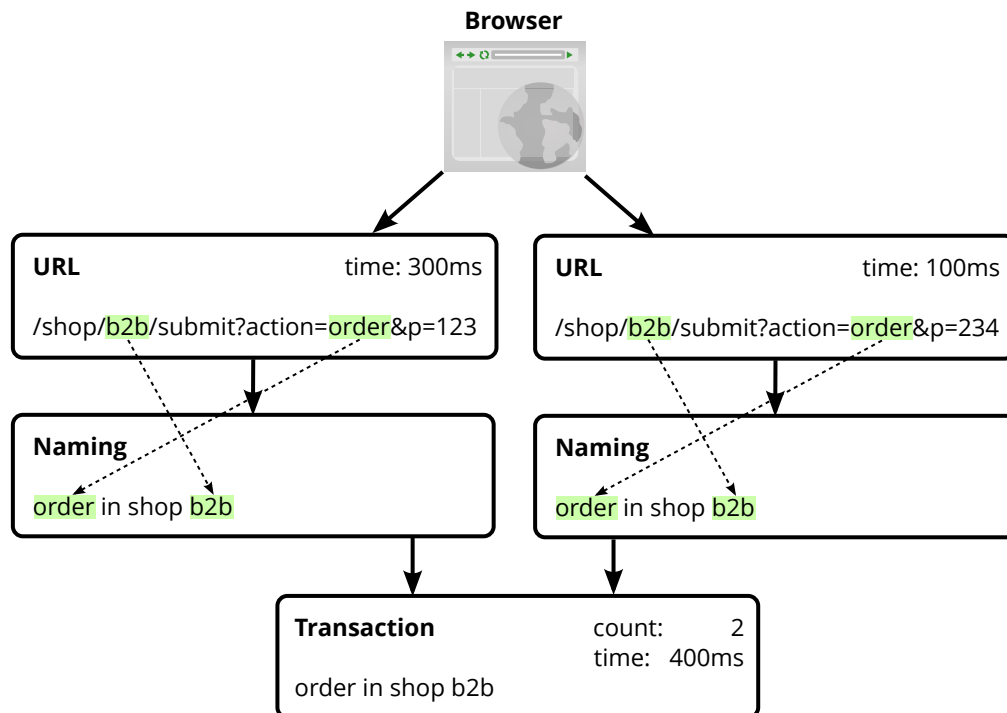 Browser
URL time: 300ms
/shop/b2b/submit?action=order&p=123
URL time: 100ms
/shop/b2b/submit?action=order&p=234
Naming
order in shop b2b
Naming
order in shop b2b
Transaction count: 2
time: 400ms
order in shop b2b